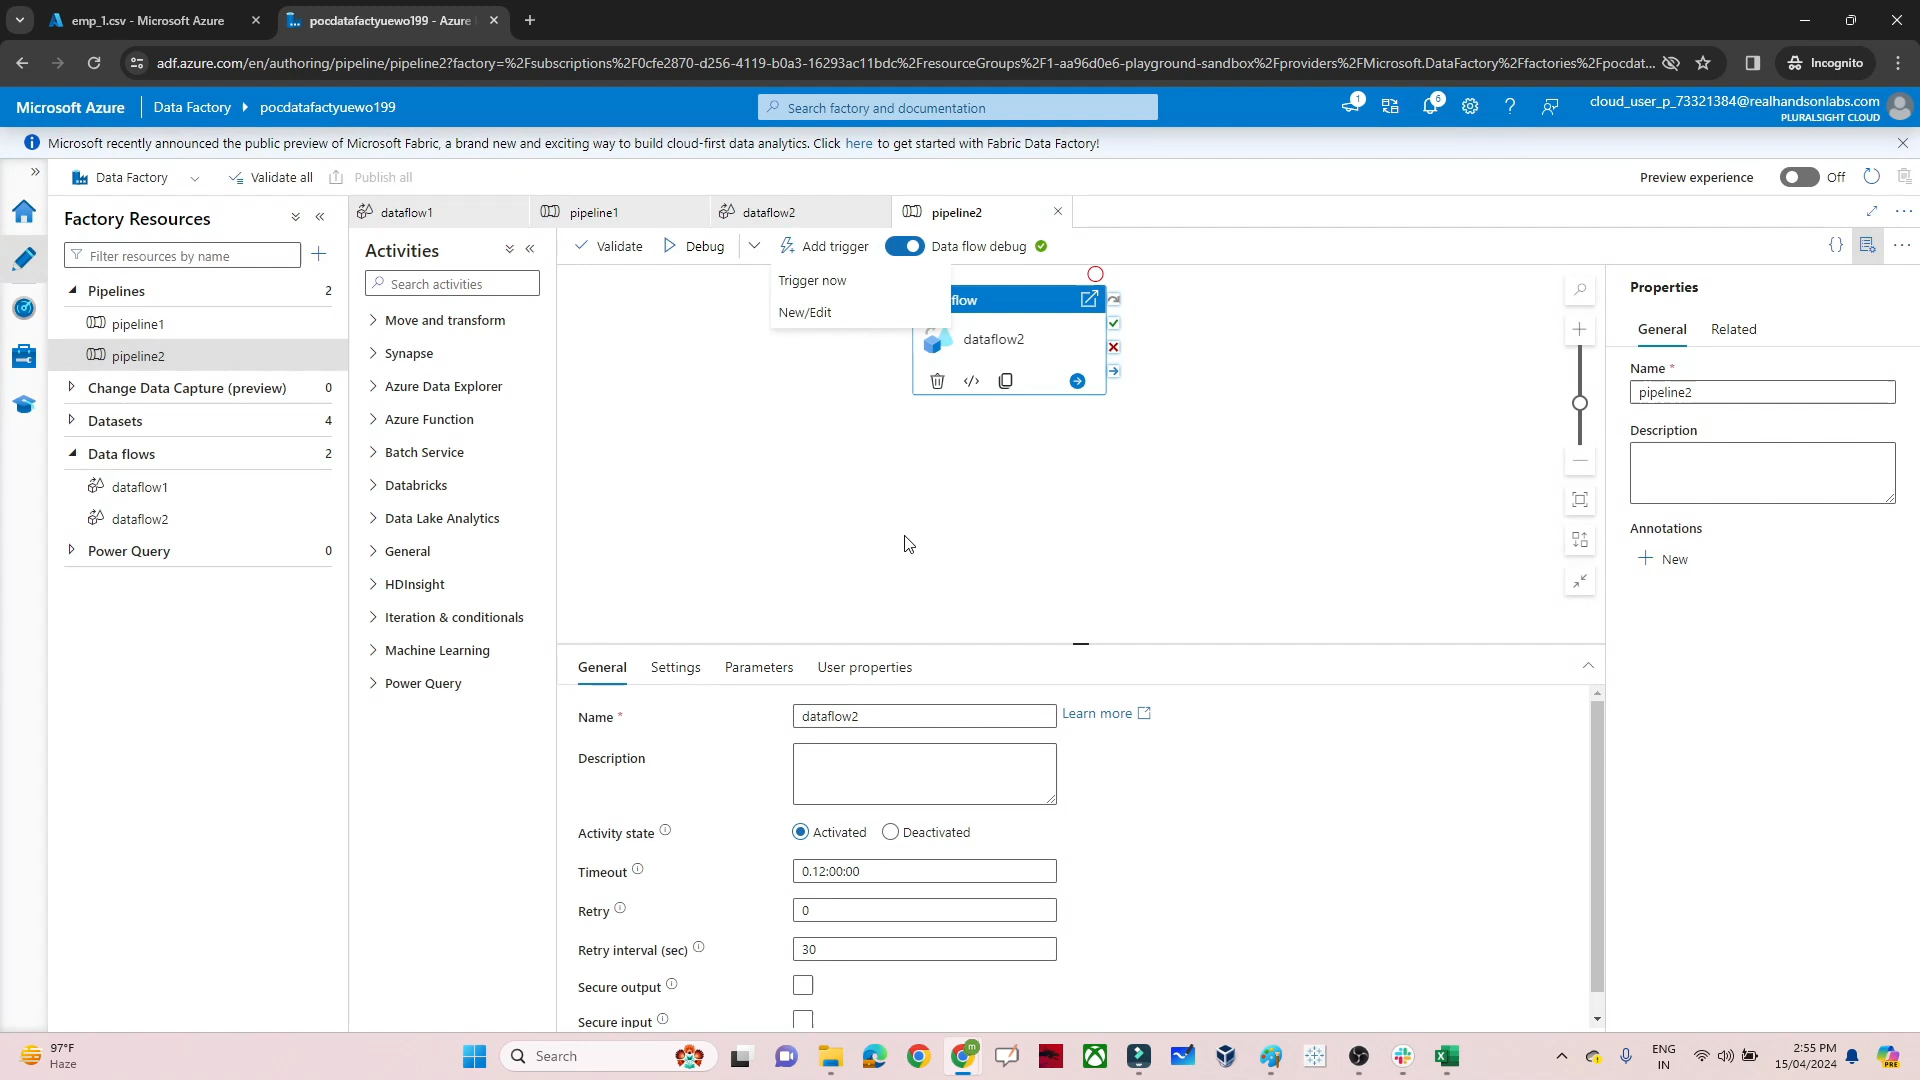 emp_1.csv - Microsoft Azure
pocdatafactyuewo199 - Azure
adf.azure.com/en/authoring/pipeline/pipeline2?factory=%2Fsubscriptions%2F0cfe2870-d256-4119-b0a3-16293ac11bdc%2FresourceGroups%2F1-aa96d0e6-playground-sandbox%2Fproviders%2FMicrosoft.DataFactory%2Ffactories%2Fpocdat...
Incognito
Microsoft Azure
Data Factory
pocdatafactyuewo199
Search factory and documentation
1
6
cloud_user_p_73321384@realhandsonlabs.com
PLURALSIGHT CLOUD
Microsoft recently announced the public preview of Microsoft Fabric, a brand new and exciting way to build cloud-first data analytics. Click here to get started with Fabric Data Factory!
Data Factory
Validate all
Publish all
Preview experience
Off
Factory Resources
Filter resources by name
Pipelines 2
pipeline1
pipeline2
Change Data Capture (preview) 0
Datasets 4
Data flows 2
dataflow1
dataflow2
Power Query 0
dataflow1
pipeline1
dataflow2
pipeline2
Activities
Search activities
Move and transform
Synapse
Azure Data Explorer
Azure Function
Batch Service
Databricks
Data Lake Analytics
General
HDInsight
Iteration & conditionals
Machine Learning
Power Query
Validate
Debug
Add trigger
Data flow debug
Trigger now
New/Edit
flow
dataflow2
General
Settings
Parameters
User properties
Name *
dataflow2
Learn more
Description
Activity state
Activated
Deactivated
Timeout
0.12:00:00
Retry
0
Retry interval (sec)
30
Secure output
Secure input
Properties
General
Related
Name *
pipeline2
Description
Annotations
New
97°F
Haze
Search
m
ENG
IN
2:55 PM
15/04/2024
PRE